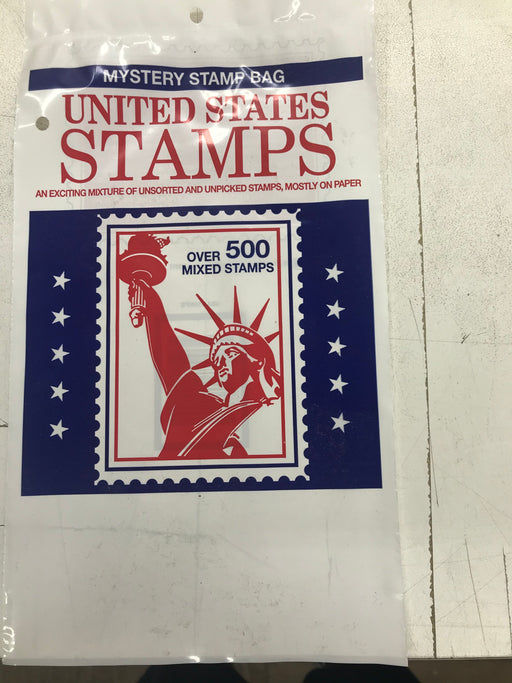 MYSTERY STAMP BAG
UNITED STATES
STAMPS
AN EXCITING MIXTURE OF UNSORTED AND UNPICKED STAMPS, MOSTLY ON PAPER
OVER 500
MIXED STAMPS